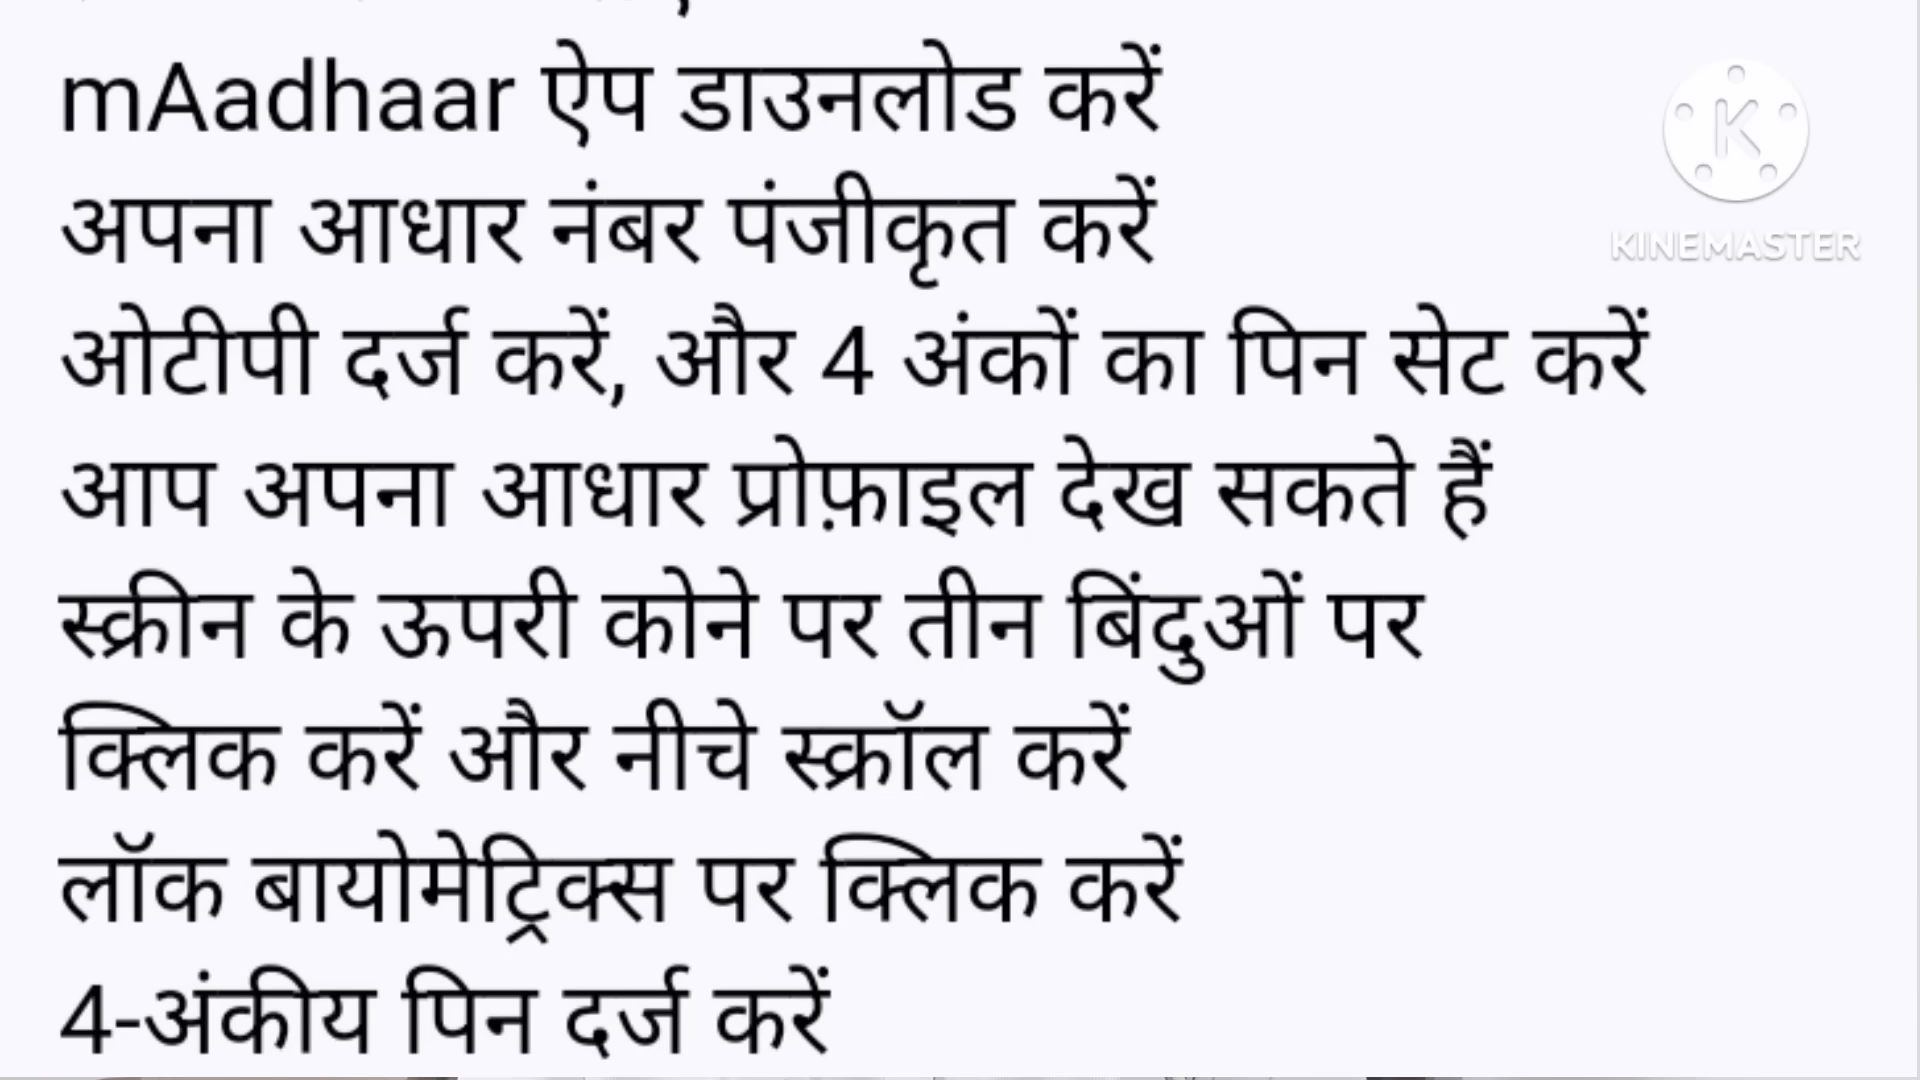 mAadhaar ऐप डाउनलोड करें
अपना आधार नंबर पंजीकृत करें
ओटीपी दर्ज करें, और 4 अंकों का पिन सेट करें
आप अपना आधार प्रोफ़ाइल देख सकते हैं
स्क्रीन के ऊपरी कोने पर तीन बिंदुओं पर
क्लिक करें और नीचे स्क्रॉल करें
लॉक बायोमेट्रिक्स पर क्लिक करें
4-अंकीय पिन दर्ज करें
K
KINEMASTER